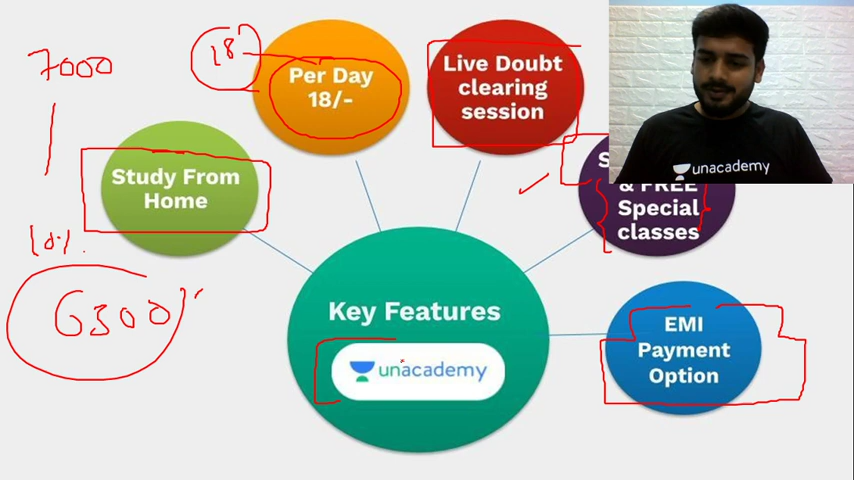 7000
18
Per Day
18/-
Live Doubt
clearing
session
unacademy
Study From
Home
& FREE
Special
classes
10%.
6300
Key Features
unacademy
EMI
Payment
Option